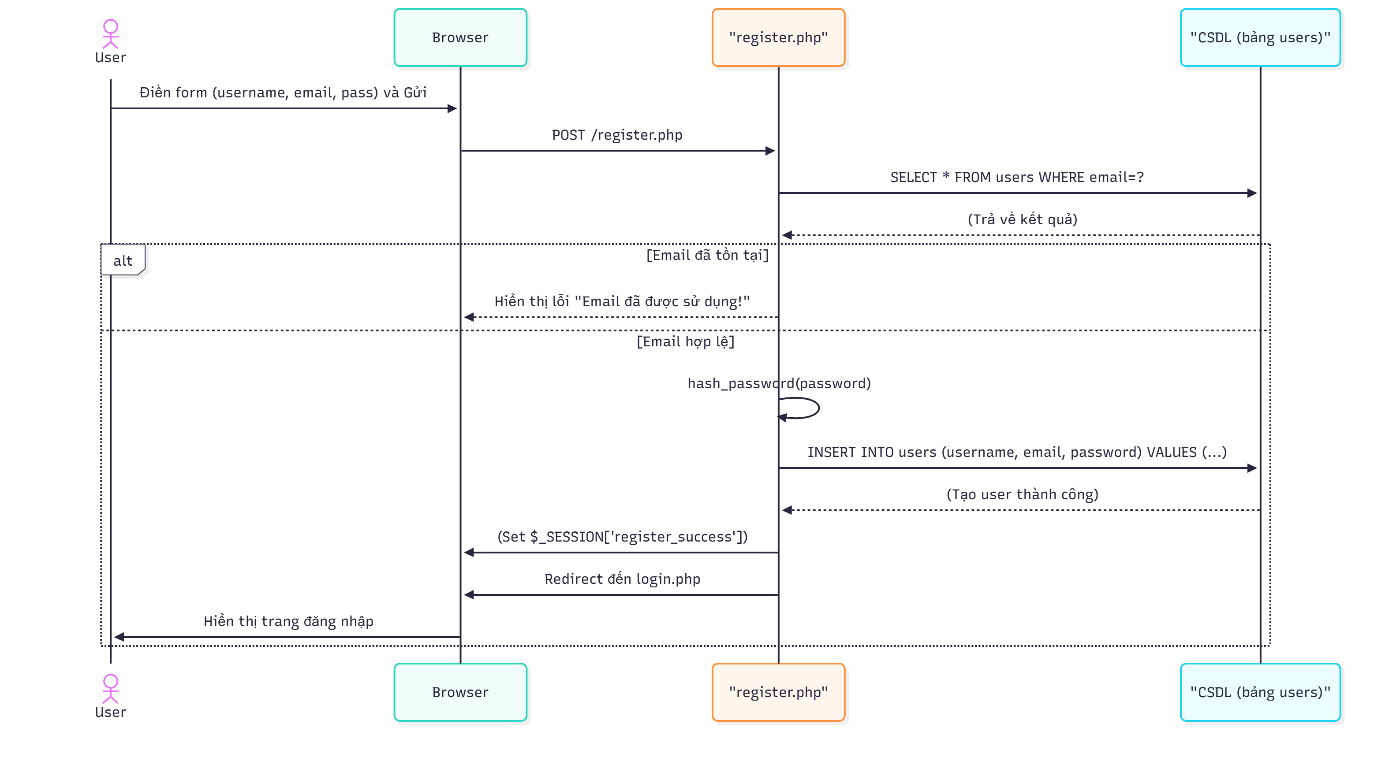 User
Browser
"register.php"
"CSDL (bảng users)"
Điền form (username, email, pass) và Gửi
POST /register.php
SELECT * FROM users WHERE email=?
(Trả về kết quả)
alt
[Email đã tồn tại]
Hiển thị lỗi "Email đã được sử dụng!"
[Email hợp lệ]
hash_password(password)
INSERT INTO users (username, email, password) VALUES (...)
(Tạo user thành công)
(Set $_SESSION['register_success'])
Redirect đến login.php
Hiển thị trang đăng nhập
User
Browser
"register.php"
"CSDL (bảng users)"